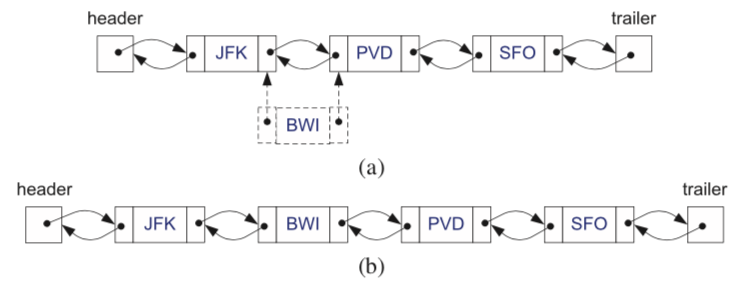 header trailer
JFK PVD SFO
BWI
(a)
header trailer
JFK BWI PVD SFO
(b)